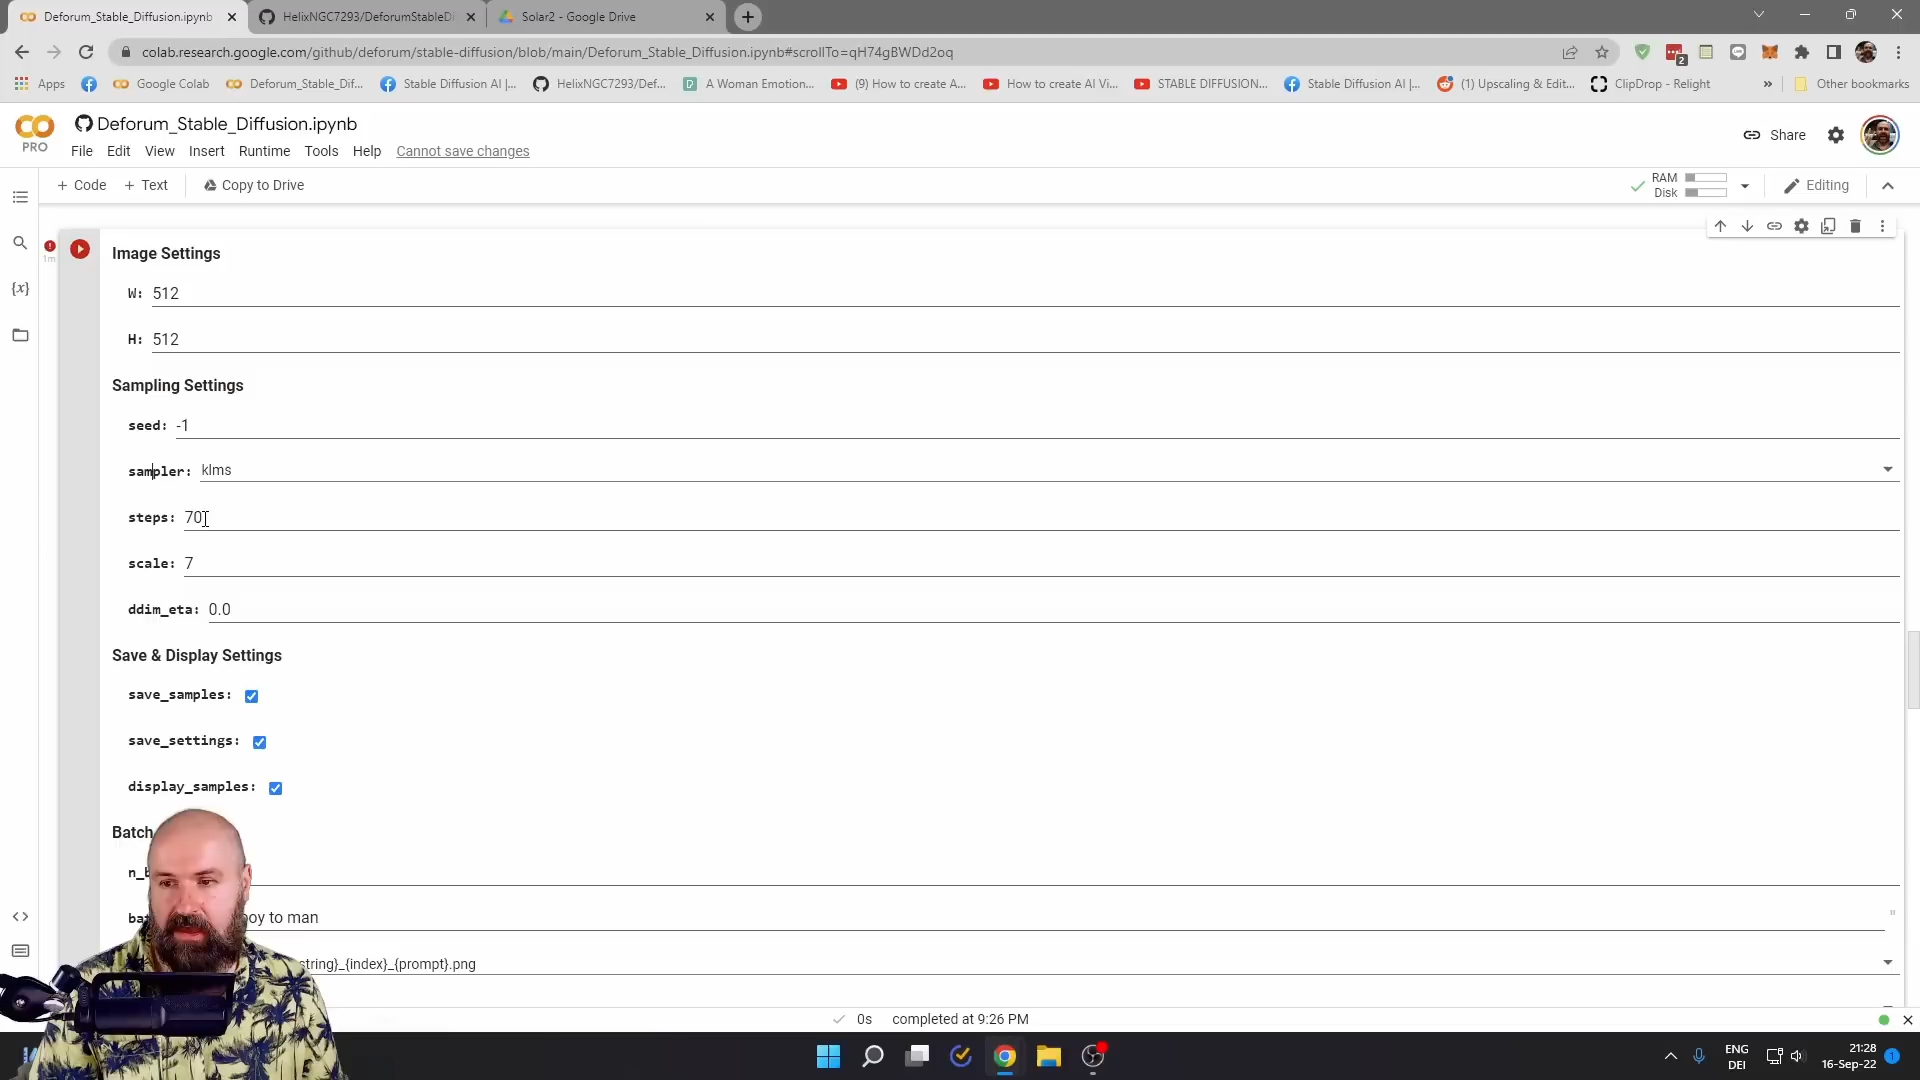 Deforum_Stable_Diffusion.ipynb
HelixNGC7293/DeforumStableDi
Solar2 - Google Drive
colab.research.google.com/github/deforum/stable-diffusion/blob/main/Deforum_Stable_Diffusion.ipynb#scrollTo=qH74gBWDd2oq
2
Apps
Google Colab
Deforum_Stable_Dif...
Stable Diffusion AI |...
HelixNGC7293/Def...
A Woman Emotion...
(9) How to create A...
How to create AI Vi...
STABLE DIFFUSION...
Stable Diffusion AI |...
(1) Upscaling & Edit...
ClipDrop - Relight
»
Other bookmarks
CO
PRO
Deforum_Stable_Diffusion.ipynb
File Edit View Insert Runtime Tools Help Cannot save changes
Share
+ Code + Text Copy to Drive
RAM
Disk
Editing
1m
{x}
Image Settings
W: 512
H: 512
Sampling Settings
seed: -1
sampler: klms
steps: 70
scale: 7
ddim_eta: 0.0
Save & Display Settings
save_samples:
save_settings:
display_samples:
Batch
n_b
boy to man
"
string}_{index}_{prompt}.png
0s completed at 9:26 PM
ENG
DEI
21:28
16-Sep-22
1